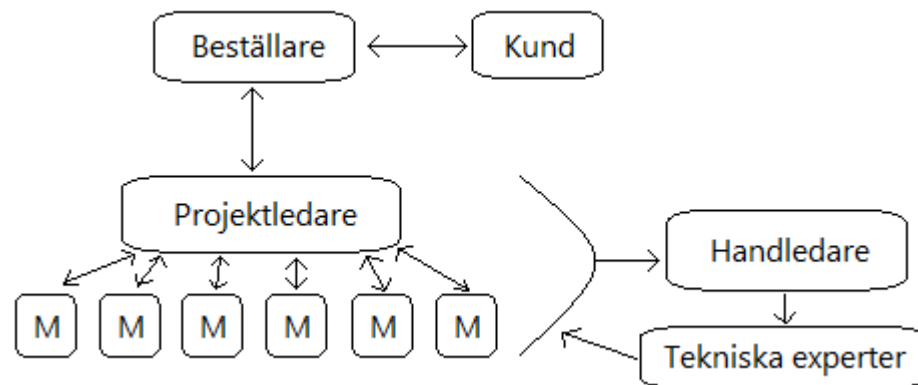 Beställare
Kund
Projektledare
Handledare
M M M M M M
Tekniska experter